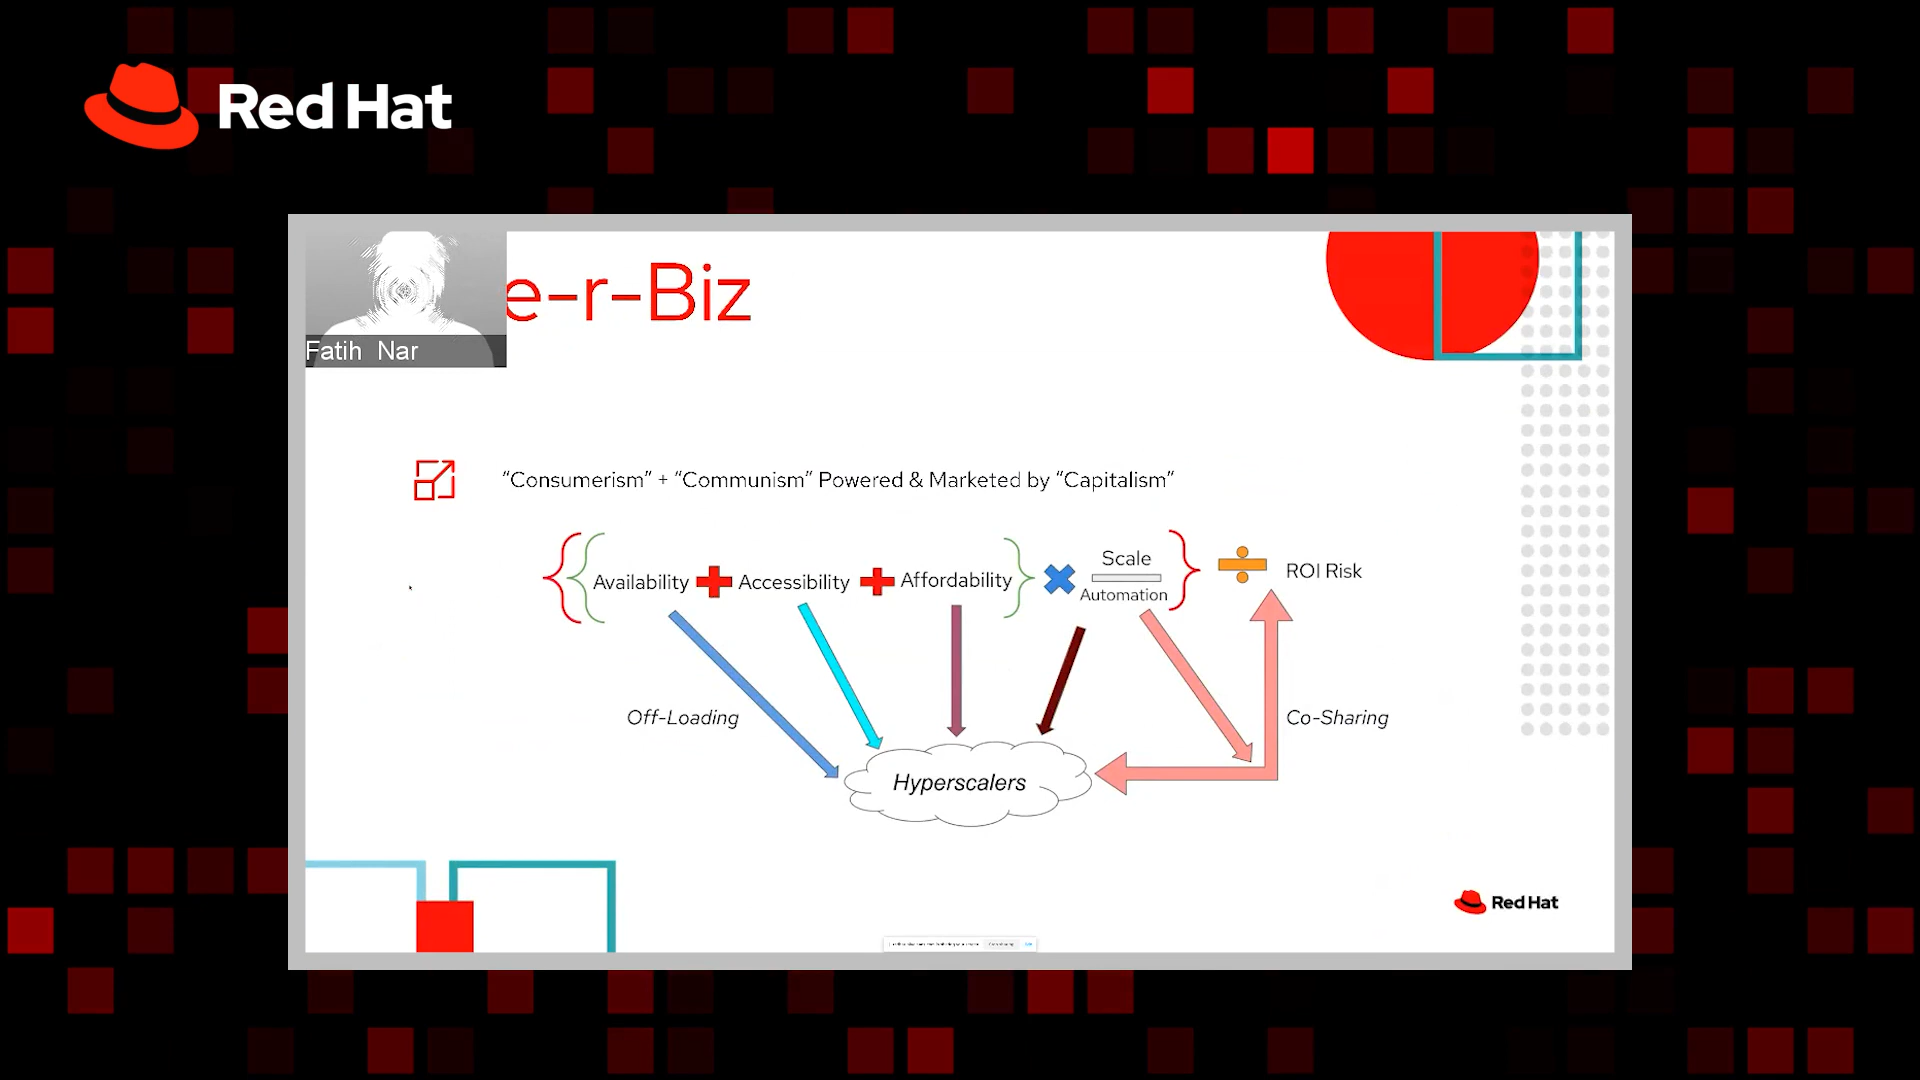 Red Hat
e-r-Biz
Fatih Nar
“Consumerism” + “Communism” Powered & Marketed by “Capitalism”
Availability + Accessibility + Affordability × Scale ÷ ROI Risk
Automation
Off-Loading
Co-Sharing
Hyperscalers
Red Hat